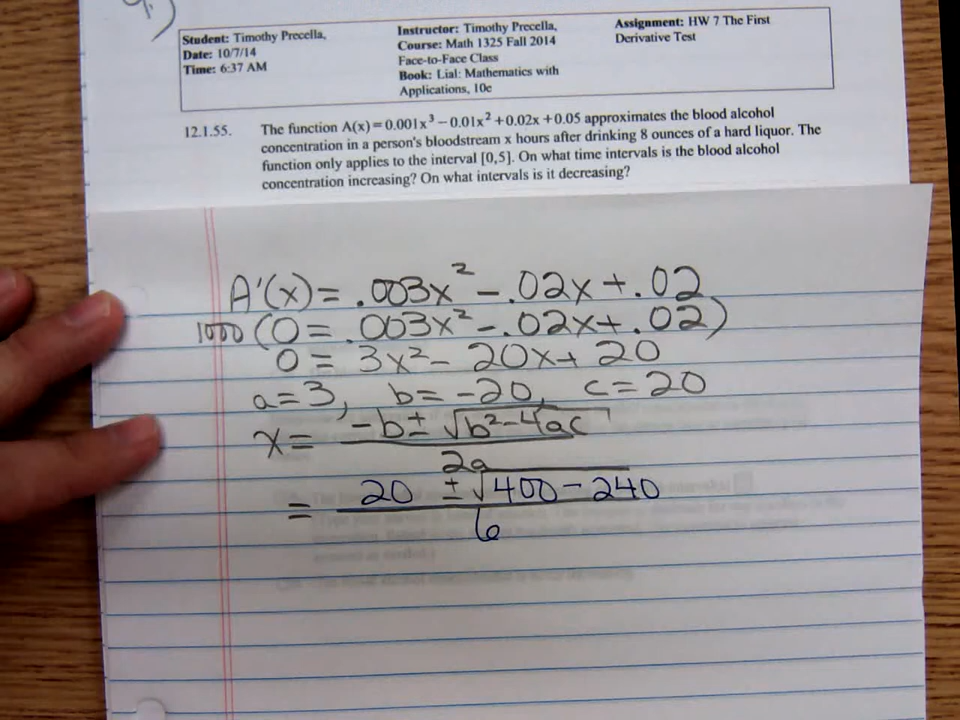 9.)
Student: Timothy Precella,
Date: 10/7/14
Time: 6:37 AM
Instructor: Timothy Precella,
Course: Math 1325 Fall 2014
Face-to-Face Class
Book: Lial: Mathematics with
Applications, 10e
Assignment: HW 7 The First
Derivative Test
12.1.55. The function A(x) = 0.001x³ − 0.01x² + 0.02x + 0.05 approximates the blood alcohol
concentration in a person's bloodstream x hours after drinking 8 ounces of a hard liquor. The
function only applies to the interval [0,5]. On what time intervals is the blood alcohol
concentration increasing? On what intervals is it decreasing?
A'(x) = .003x² − .02x + .02
1000 (0 = .003x² − .02x + .02)
0 = 3x² − 20x + 20
a = 3, b = −20, c = 20
x = −b ± √b² − 4ac
2a
= 20 ± √400 − 240
6